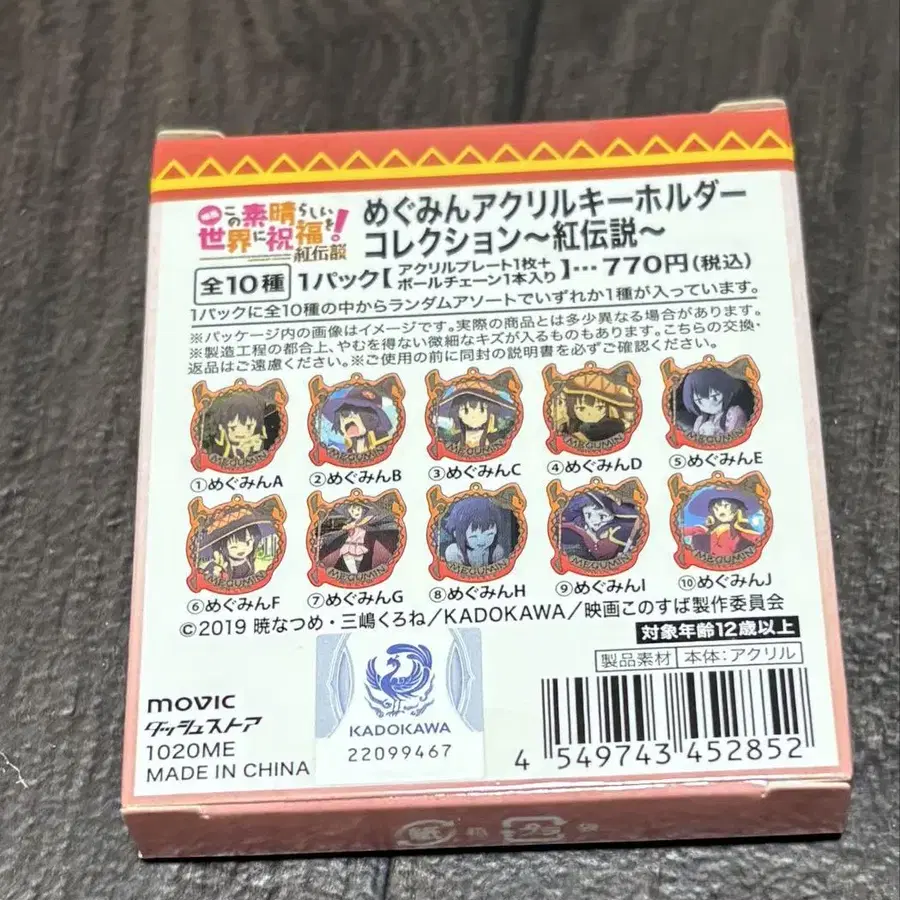 映画
この素晴らしい
世界に祝福を!
紅伝説
めぐみんアクリルキーホルダー
コレクション～紅伝説～
全10種 1パック【アクリルプレート1枚+
ボールチェーン1本入り】…770円(税込)
1パックに全10種の中からランダムアソートでいずれか1種が入っています。
※パッケージ内の画像はイメージです。実際の商品とは多少異なる場合があります。
※製造工程の都合上、やむを得ない微細なキズが入るものもあります。こちらの交換・
返品はご遠慮ください。※ご使用の前に同封の説明書を必ずご確認ください。
MEGUMIN MEGUMIN MEGUMIN MEGUMIN MEGUMIN
①めぐみんA ②めぐみんB ③めぐみんC ④めぐみんD ⑤めぐみんE
MEGUMIN MEGUMIN MEGUMIN MEGUMIN MEGUMIN
⑥めぐみんF ⑦めぐみんG ⑧めぐみんH ⑨めぐみんI ⑩めぐみんJ
©2019 暁なつめ・三嶋くろね/KADOKAWA/映画このすば製作委員会
対象年齢12歳以上
製品素材 本体:アクリル
movic
ダッシュストア
1020ME
MADE IN CHINA
KADOKAWA
22099467
4 549743 452852
紙